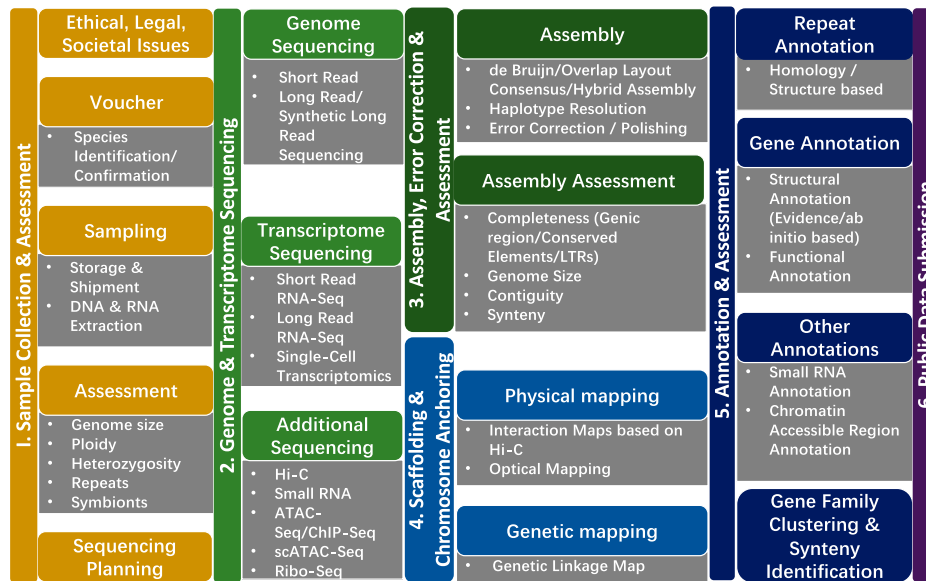 I. Sample Collection & Assessment
Ethical, Legal,
Societal Issues
Voucher
• Species
Identification/
Confirmation
Sampling
• Storage &
Shipment
• DNA & RNA
Extraction
Assessment
• Genome size
• Ploidy
• Heterozygosity
• Repeats
• Symbionts
Sequencing
Planning
2. Genome & Transcriptome Sequencing
Genome
Sequencing
• Short Read
• Long Read/
Synthetic Long
Read
Sequencing
Transcriptome
Sequencing
• Short Read
RNA-Seq
• Long Read
RNA-Seq
• Single-Cell
Transcriptomics
Additional
Sequencing
• Hi-C
• Small RNA
• ATAC-
Seq/ChIP-Seq
• scATAC-Seq
• Ribo-Seq
3. Assembly, Error Correction &
Assessment
Assembly
• de Bruijn/Overlap Layout
Consensus/Hybrid Assembly
• Haplotype Resolution
• Error Correction / Polishing
Assembly Assessment
• Completeness (Genic
region/Conserved
Elements/LTRs)
• Genome Size
• Contiguity
• Synteny
4. Scaffolding &
Chromosome Anchoring
Physical mapping
• Interaction Maps based on
Hi-C
• Optical Mapping
Genetic mapping
• Genetic Linkage Map
5. Annotation & Assessment
Repeat
Annotation
• Homology /
Structure based
Gene Annotation
• Structural
Annotation
(Evidence/ab
initio based)
• Functional
Annotation
Other
Annotations
• Small RNA
Annotation
• Chromatin
Accessible Region
Annotation
Gene Family
Clustering &
Synteny
Identification
6. Public Data Submission